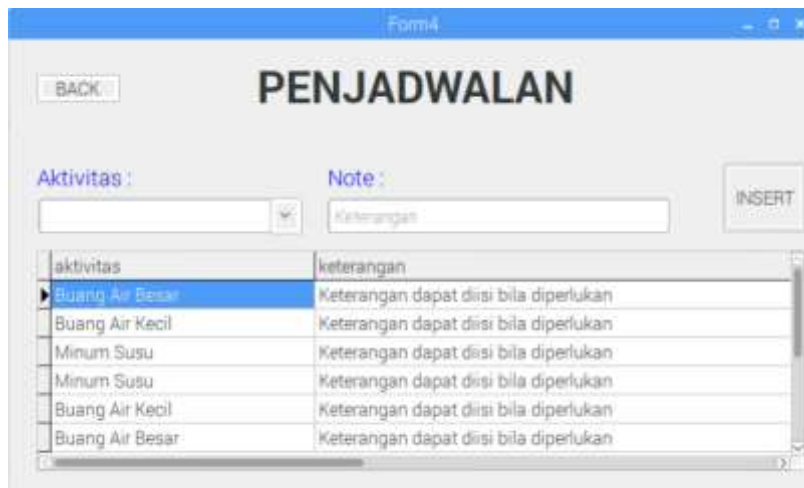 Form4
BACK
PENJADWALAN
Aktivitas :
Note :
INSERT
Keterangan
aktivitas keterangan
Buang Air Besar Keterangan dapat diisi bila diperlukan
Buang Air Kecil Keterangan dapat diisi bila diperlukan
Minum Susu Keterangan dapat diisi bila diperlukan
Minum Susu Keterangan dapat diisi bila diperlukan
Buang Air Kecil Keterangan dapat diisi bila diperlukan
Buang Air Besar Keterangan dapat diisi bila diperlukan